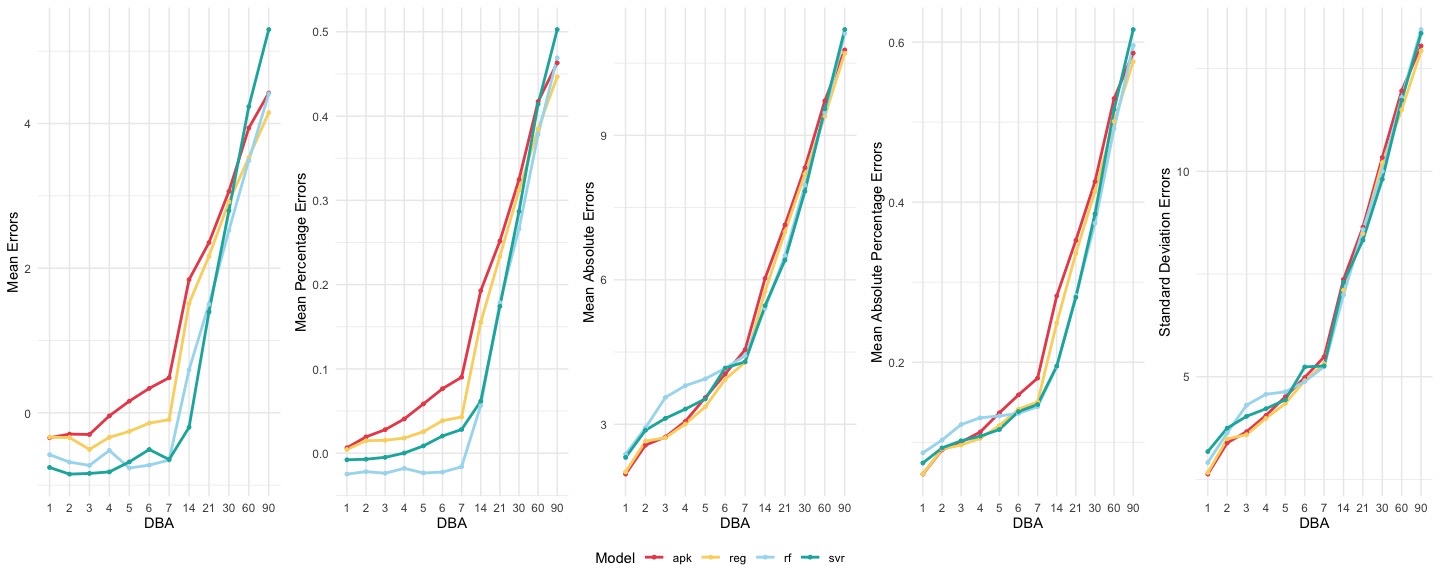 Mean Errors
4
2
0
1 2 3 4 5 6 7 14 21 30 60 90
DBA
Mean Percentage Errors
0.5
0.4
0.3
0.2
0.1
0.0
1 2 3 4 5 6 7 14 21 30 60 90
DBA
Mean Absolute Errors
9
6
3
1 2 3 4 5 6 7 14 21 30 60 90
DBA
Mean Absolute Percentage Errors
0.6
0.4
0.2
1 2 3 4 5 6 7 14 21 30 60 90
DBA
Standard Deviation Errors
10
5
1 2 3 4 5 6 7 14 21 30 60 90
DBA
Model apk reg rf svr